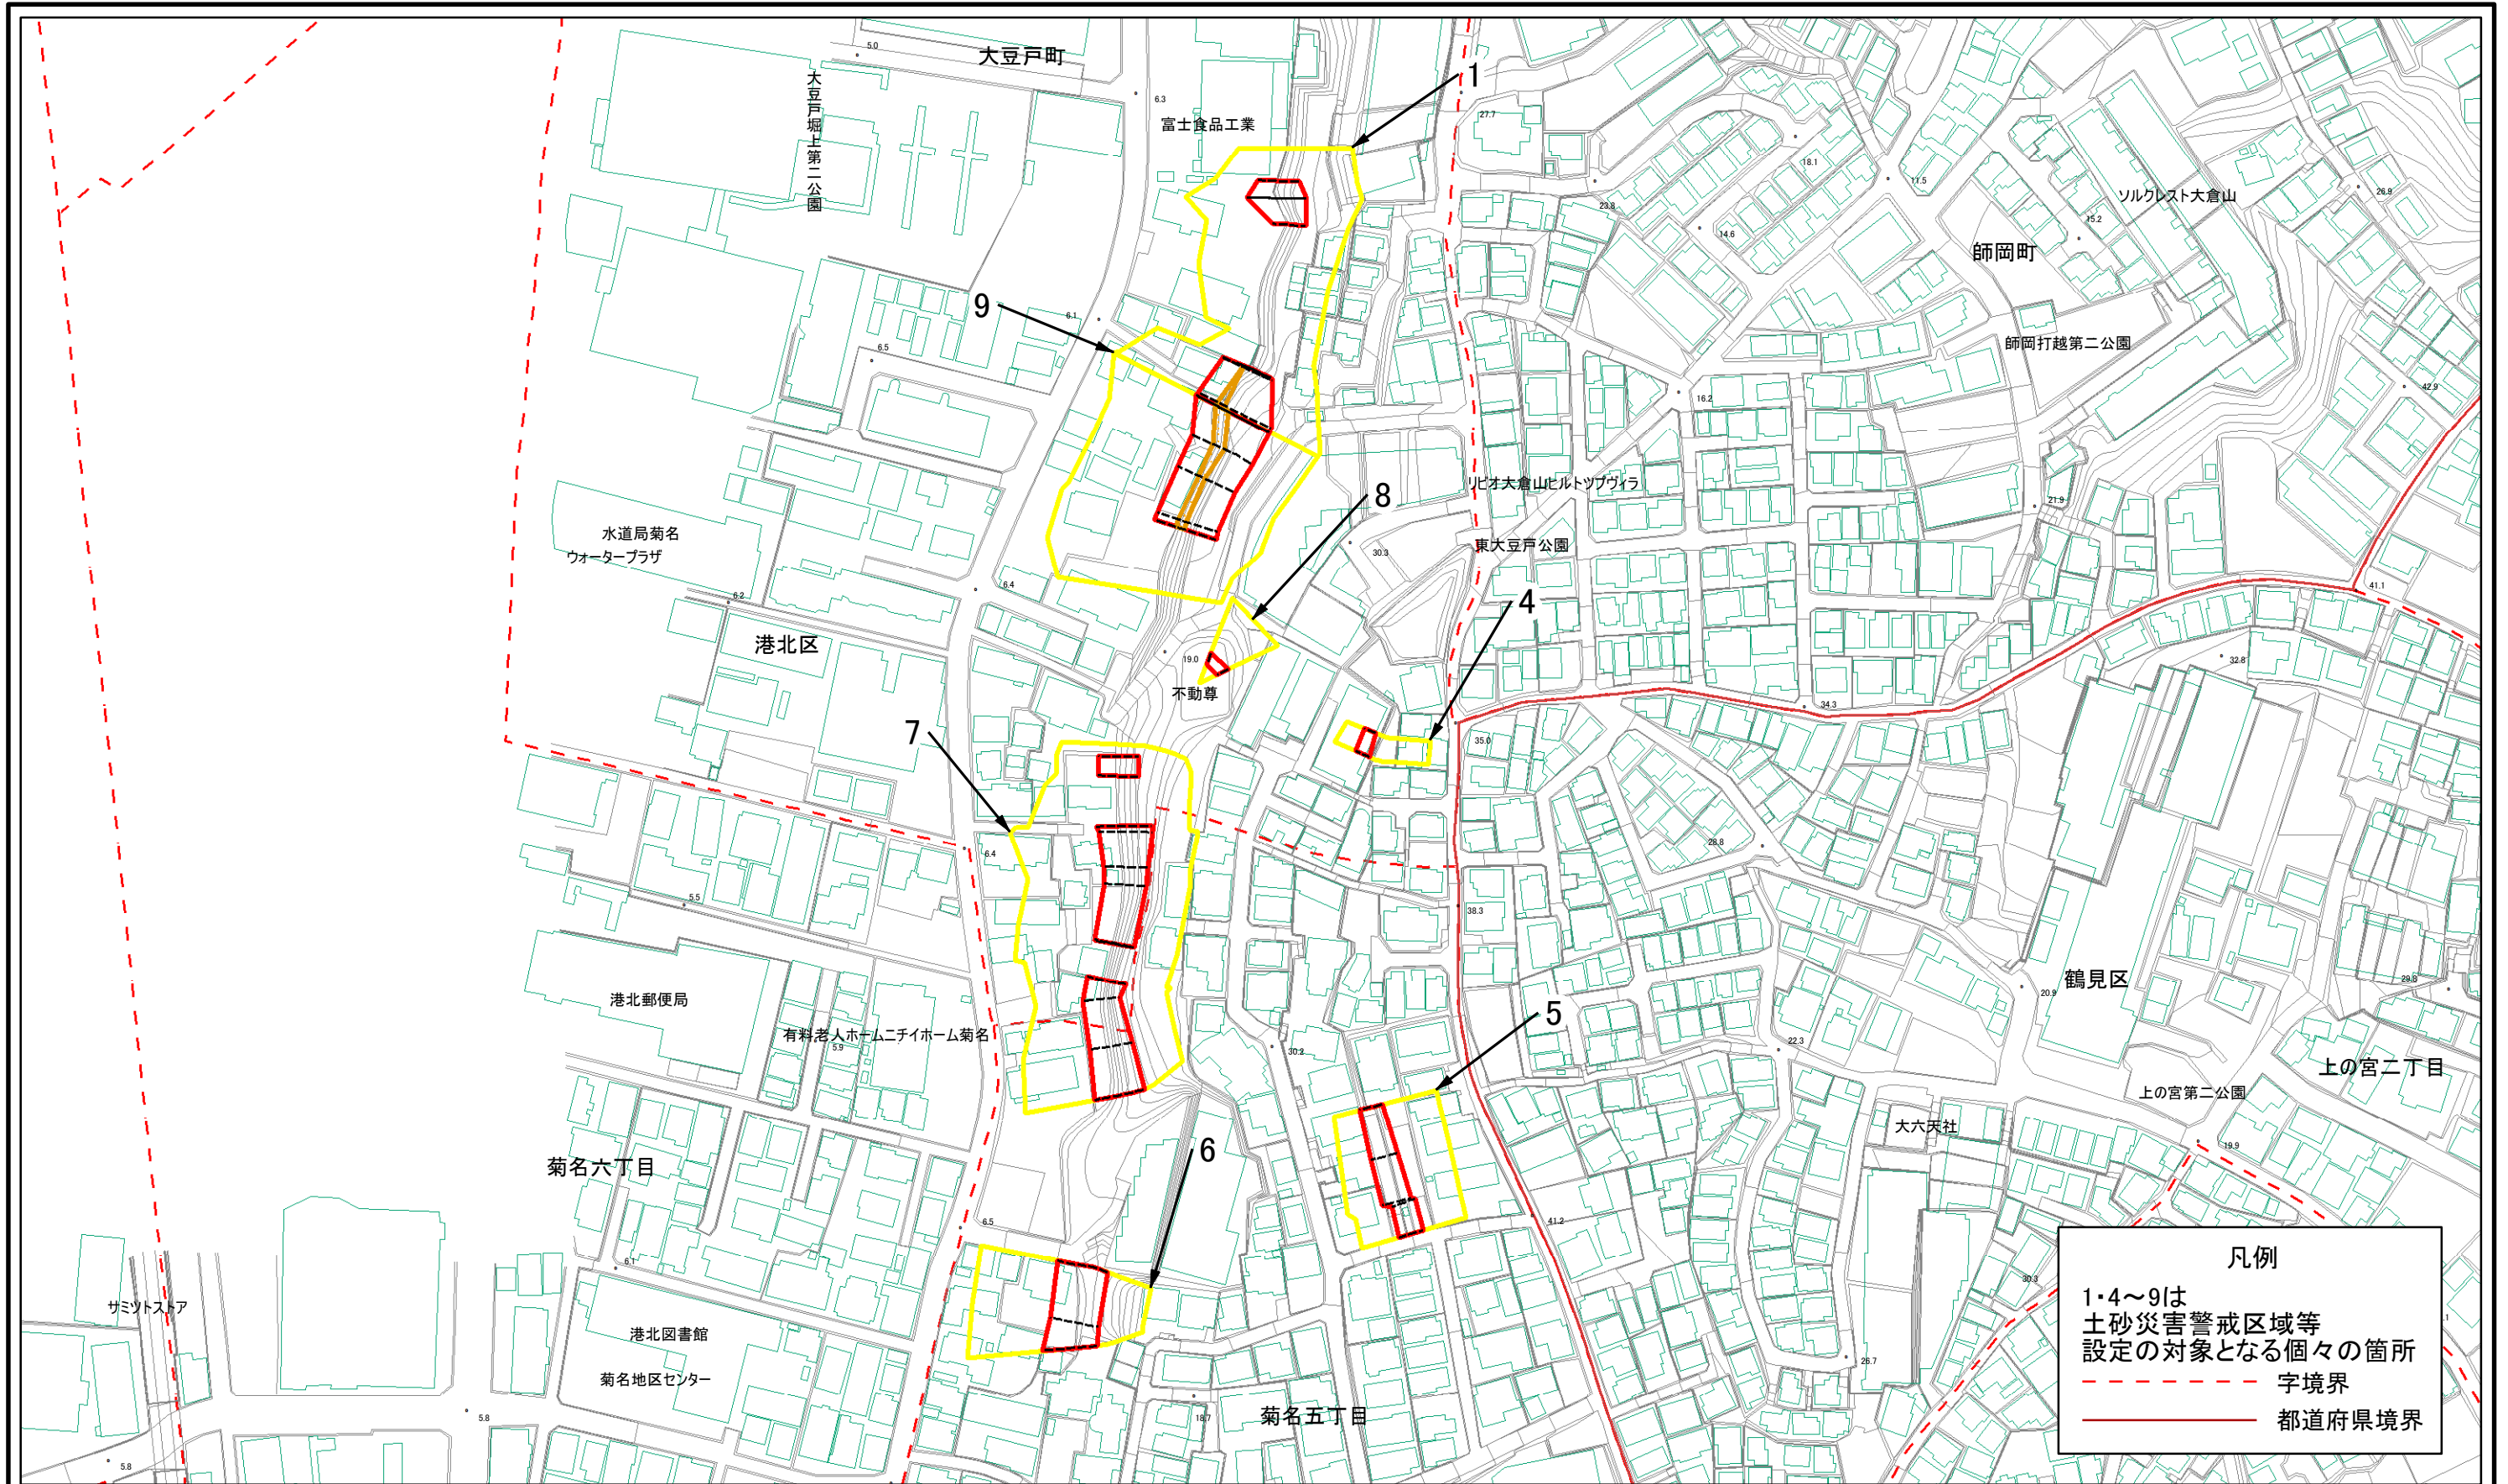 大豆戸町
5.0
大豆戸堀上第二公園
6.3
富士食品工業
1
27.7
18.1
11.5
ソルクレスト大倉山
26.9
23.8
14.6
15.2
師岡町
9
6.1
6.5
師岡打越第二公園
42.9
16.2
8
リビオ大倉山ヒルトップヴィラ
21.9
水道局菊名
ウォータープラザ
30.3
東大豆戸公園
6.4
6.2
4
41.1
港北区
19.0
不動尊
32.8
34.3
7
35.0
6.4
28.8
5.5
38.3
港北郵便局
鶴見区
29.8
20.9
5
有料老人ホームニチイホーム菊名
5.9
30.2
22.3
上の宮二丁目
上の宮第二公園
大六天社
6
19.9
菊名六丁目
6.5
41.2
6.1
30.3
サミットストア
港北図書館
菊名地区センター
26.7
5.8
18.7
菊名五丁目
5.8
凡例
1・4～9は
土砂災害警戒区域等
設定の対象となる個々の箇所
字境界
都道府県境界